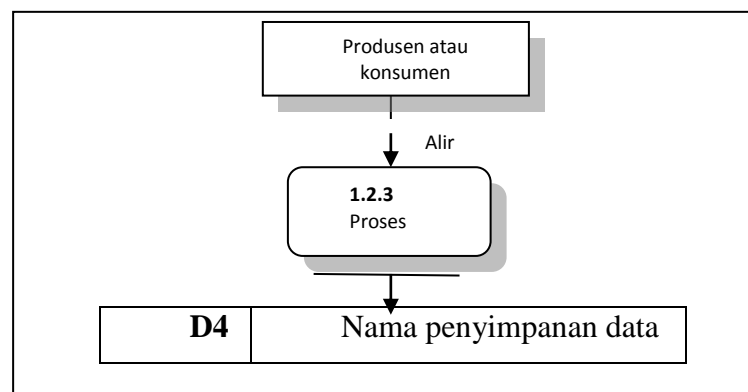 Produsen atau
konsumen
Alir
1.2.3
Proses
D4 Nama penyimpanan data